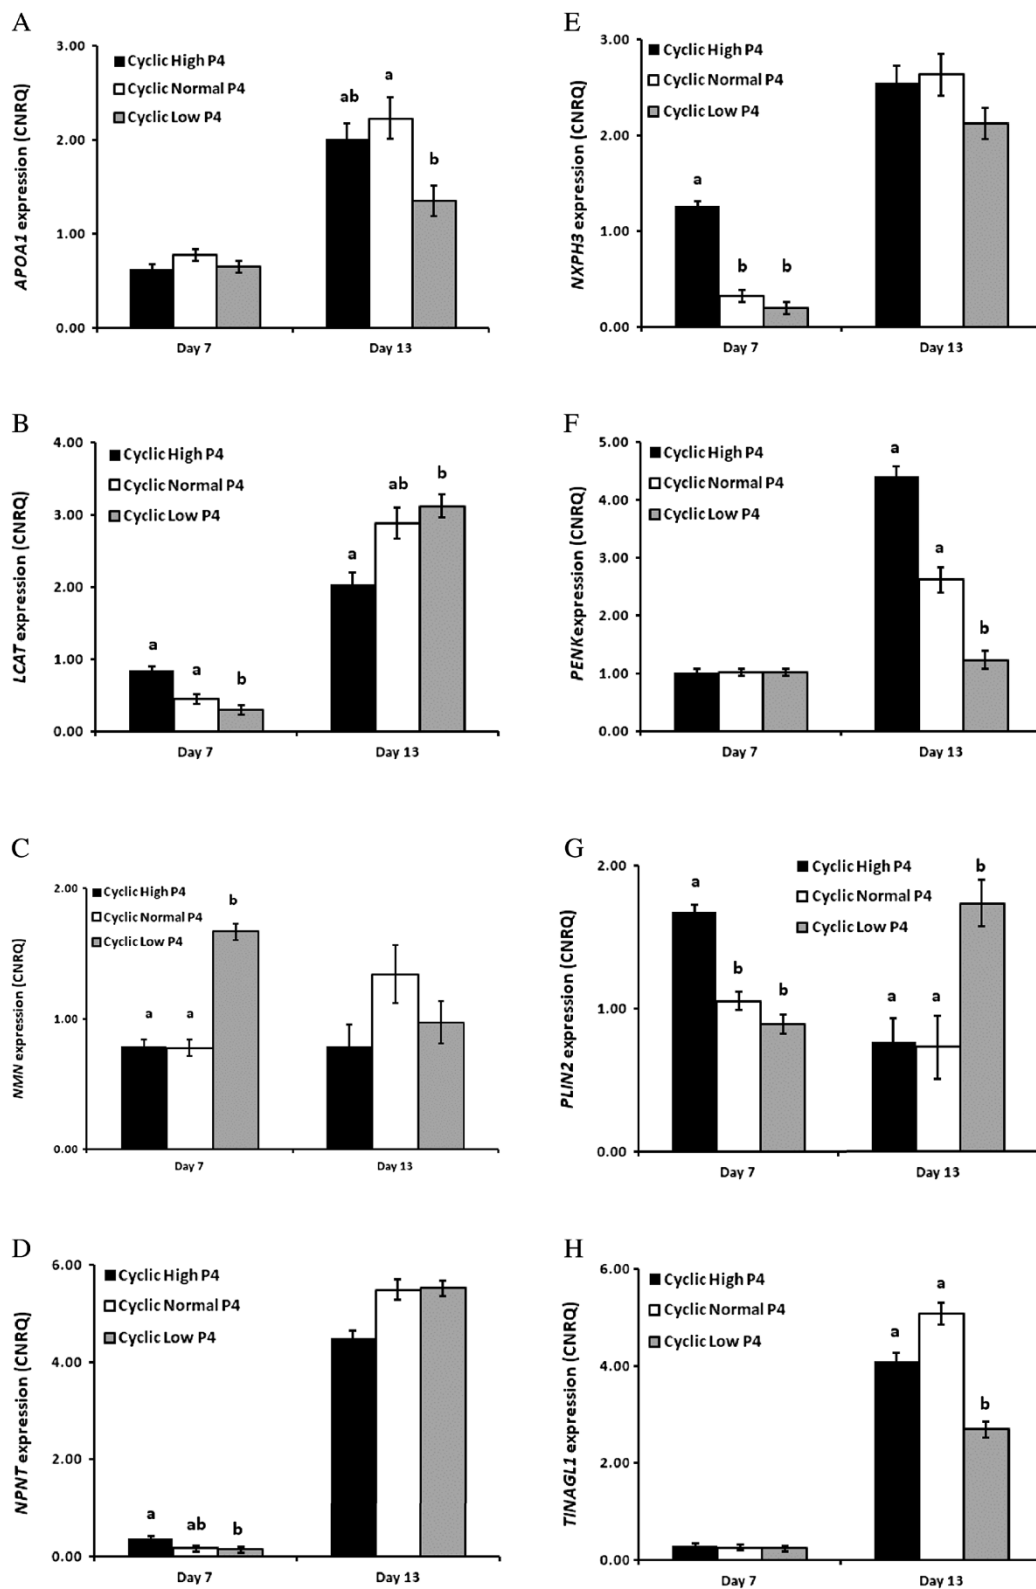 A
3.00
2.00
1.00
0.00
APOA1 expression (CNRQ)
Cyclic High P4
Cyclic Normal P4
Cyclic Low P4
ab
a
b
Day 7
Day 13
B
4.00
3.00
2.00
1.00
0.00
LCAT expression (CNRQ)
Cyclic High P4
Cyclic Normal P4
Cyclic Low P4
a
a
b
a
ab
b
Day 7
Day 13
C
2.00
1.00
0.00
NMN expression (CNRQ)
Cyclic High P4
Cyclic Normal P4
Cyclic Low P4
a
a
b
Day 7
Day 13
D
6.00
4.00
2.00
0.00
NPNT expression (CNRQ)
Cyclic High P4
Cyclic Normal P4
Cyclic Low P4
a
ab
b
Day 7
Day 13
E
3.00
2.00
1.00
0.00
NXPH3 expression (CNRQ)
Cyclic High P4
Cyclic Normal P4
Cyclic Low P4
a
b
b
Day 7
Day 13
F
5.00
4.00
3.00
2.00
1.00
0.00
PENK expression (CNRQ)
Cyclic High P4
Cyclic Normal P4
Cyclic Low P4
a
a
b
Day 7
Day 13
G
2.00
1.00
0.00
PLIN2 expression (CNRQ)
Cyclic High P4
Cyclic Normal P4
Cyclic Low P4
a
b
b
a
a
b
Day 7
Day 13
H
6.00
4.00
2.00
0.00
TINAGL1 expression (CNRQ)
Cyclic High P4
Cyclic Normal P4
Cyclic Low P4
a
a
b
Day 7
Day 13